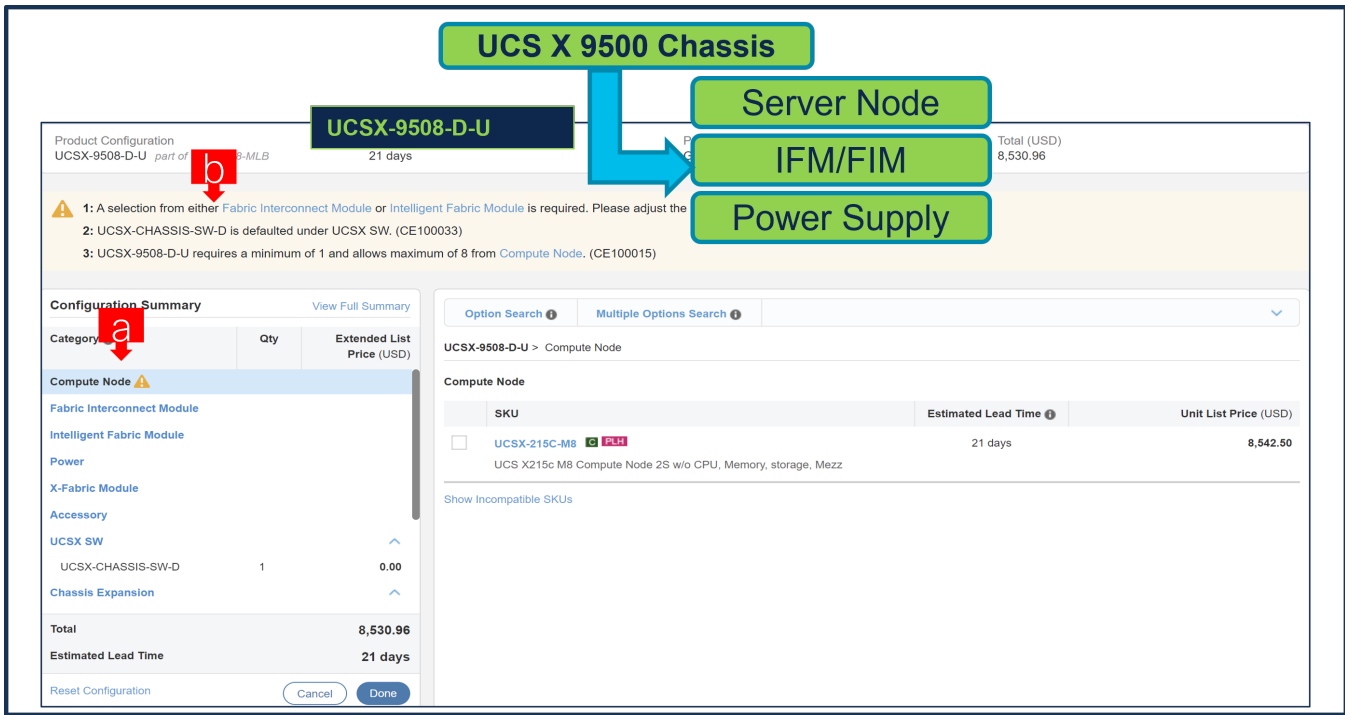 UCS X 9500 Chassis
Server Node
IFM/FIM
Power Supply
UCSX-9508-D-U
Product Configuration
UCSX-9508-D-U part of 8-MLB
21 days
P
G
Total (USD)
8,530.96
b
1: A selection from either Fabric Interconnect Module or Intelligent Fabric Module is required. Please adjust the
2: UCSX-CHASSIS-SW-D is defaulted under UCSX SW. (CE100033)
3: UCSX-9508-D-U requires a minimum of 1 and allows maximum of 8 from Compute Node. (CE100015)
Configuration Summary View Full Summary
a
Category Qty Extended List
Price (USD)
Compute Node
Fabric Interconnect Module
Intelligent Fabric Module
Power
X-Fabric Module
Accessory
UCSX SW
UCSX-CHASSIS-SW-D 1 0.00
Chassis Expansion
Total 8,530.96
Estimated Lead Time 21 days
Reset Configuration Cancel Done
Option Search Multiple Options Search
UCSX-9508-D-U > Compute Node
Compute Node
SKU Estimated Lead Time Unit List Price (USD)
UCSX-215C-M8 C PLH 21 days 8,542.50
UCS X215c M8 Compute Node 2S w/o CPU, Memory, storage, Mezz
Show Incompatible SKUs